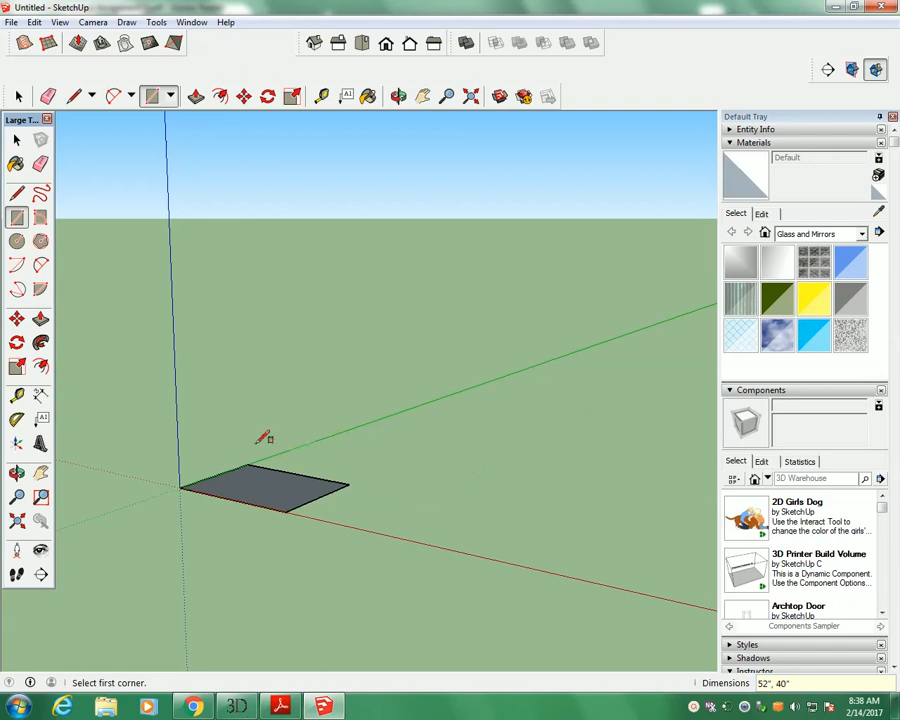 Untitled - SketchUp
File Edit View Camera Draw Tools Window Help
Large T...
Default Tray
Entity Info
Materials
Default
Select Edit
Glass and Mirrors
Components
Select Edit Statistics
3D Warehouse
2D Girls Dog
by SketchUp
Use the Interact Tool to
change the color of the girls'...
3D Printer Build Volume
by SketchUp C
This is a Dynamic Component.
Use the Component Options...
Archtop Door
by SketchUp
Components Sampler
Styles
Shadows
Instructor
Select first corner.
Dimensions 52", 40"
3D
8:38 AM
2/14/2017